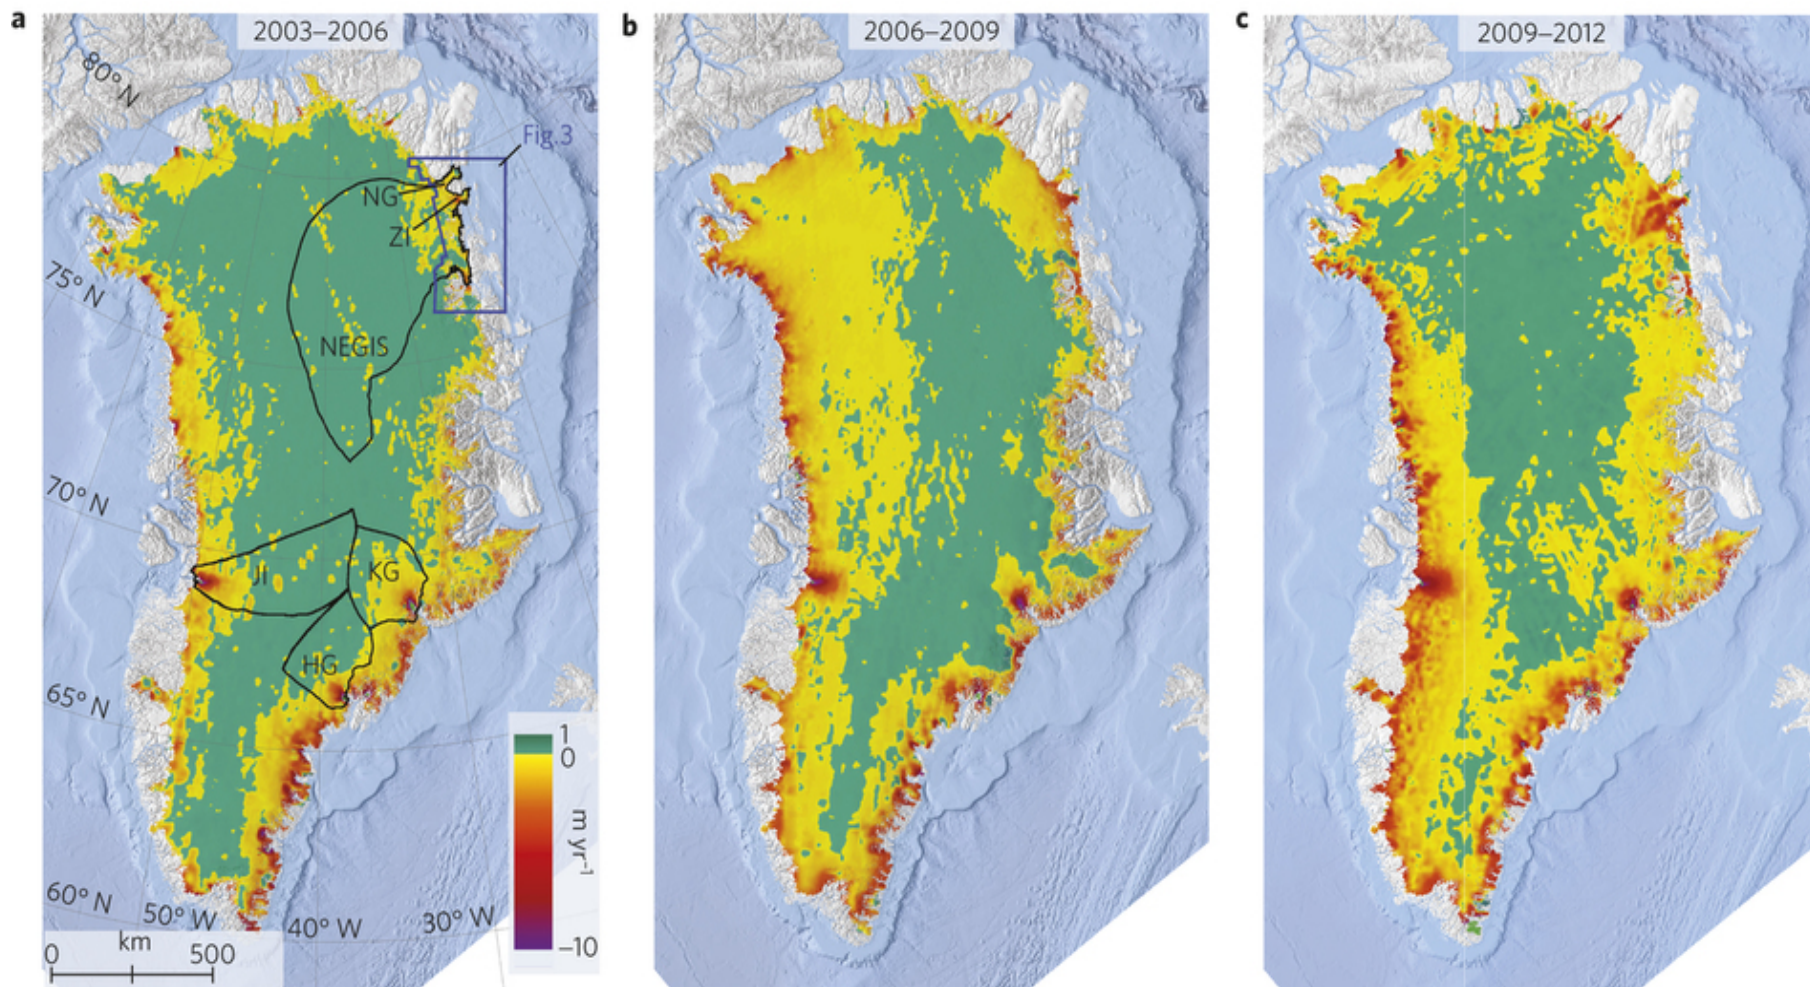 a
2003–2006
b
2006–2009
c
2009–2012
80° N
Fig.3
NG
ZI
75° N
NEGIS
70° N
JI
KG
HG
65° N
1
0
m yr⁻¹
–10
60° N
50° W
40° W
30° W
km
0
500